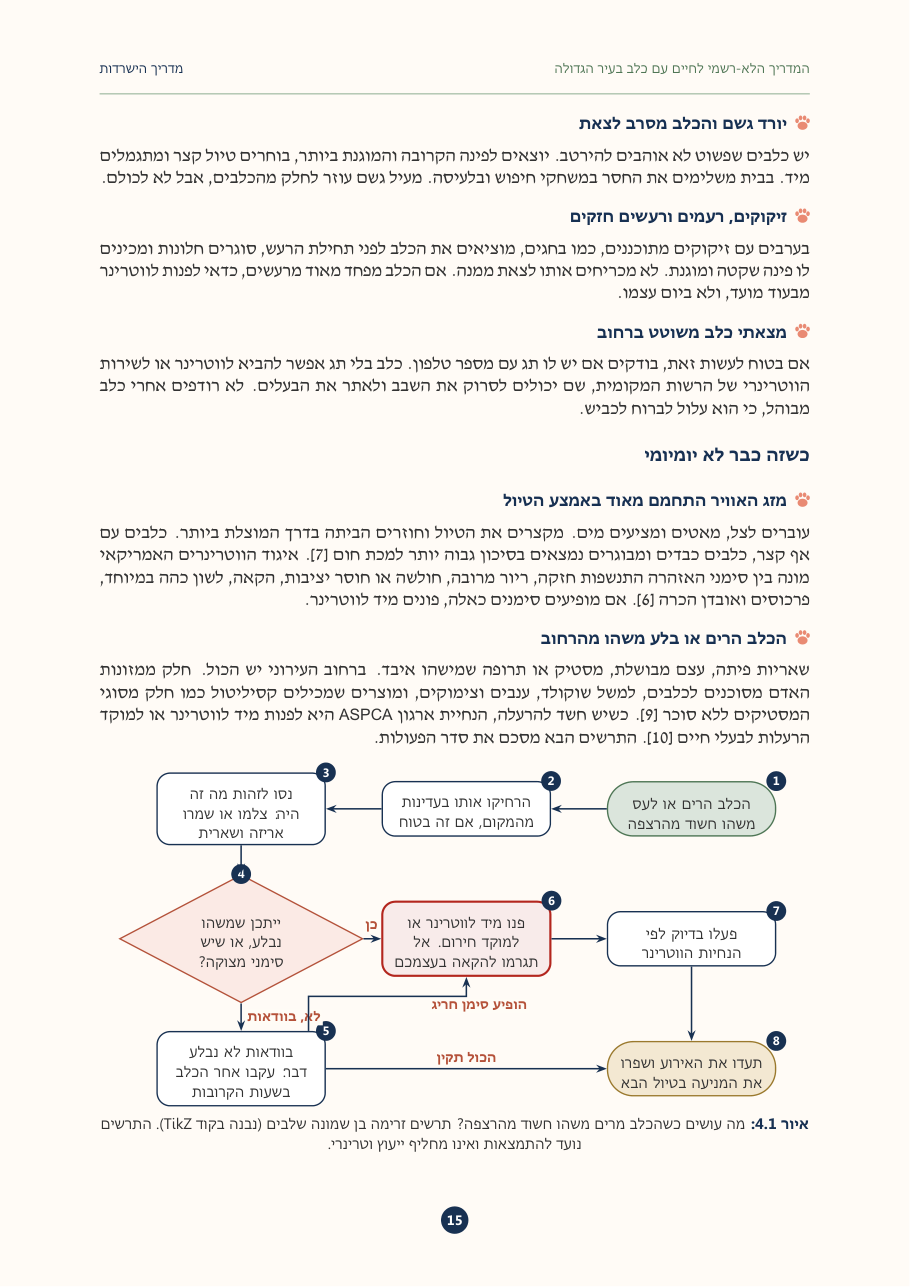 המדריך הלא-רשמי לחיים עם כלב בעיר הגדולה
מדריך הישרדות
יורד גשם והכלב מסרב לצאת
יש כלבים שפשוט לא אוהבים להירטב. יוצאים לפינה הקרובה והמוגנת ביותר, בוחרים טיול קצר ומתגמלים
מיד. בבית משלימים את החסר במשחקי חיפוש ובלעיסה. מעיל גשם עוזר לחלק מהכלבים, אבל לא לכולם.
זיקוקים, רעמים ורעשים חזקים
בערבים עם זיקוקים מתוכננים, כמו בחגים, מוציאים את הכלב לפני תחילת הרעש, סוגרים חלונות ומכינים
לו פינה שקטה ומוגנת. לא מכריחים אותו לצאת ממנה. אם הכלב מפחד מאוד מרעשים, כדאי לפנות לווטרינר
מבעוד מועד, ולא ביום עצמו.
מצאתי כלב משוטט ברחוב
אם בטוח לעשות זאת, בודקים אם יש לו תג עם מספר טלפון. כלב בלי תג אפשר להביא לווטרינר או לשירות
הווטרינרי של הרשות המקומית, שם יכולים לסרוק את השבב ולאתר את הבעלים. לא רודפים אחרי כלב
מבוהל, כי הוא עלול לברוח לכביש.
כשזה כבר לא יומיומי
מזג האוויר התחמם מאוד באמצע הטיול
עוברים לצל, מאטים ומציעים מים. מקצרים את הטיול וחוזרים הביתה בדרך המוצלת ביותר. כלבים עם
אף קצר, כלבים כבדים ומבוגרים נמצאים בסיכון גבוה יותר למכת חום [7]. איגוד הווטרינרים האמריקאי
מונה בין סימני האזהרה התנשפות חזקה, ריור מרובה, חולשה או חוסר יציבות, הקאה, לשון כהה במיוחד,
פרכוסים ואובדן הכרה [6]. אם מופיעים סימנים כאלה, פונים מיד לווטרינר.
הכלב הרים או בלע משהו מהרחוב
שאריות פיתה, עצם מבושלת, מסטיק או תרופה שמישהו איבד. ברחוב העירוני יש הכול. חלק ממזונות
האדם מסוכנים לכלבים, למשל שוקולד, ענבים וצימוקים, ומוצרים שמכילים קסיליטול כמו חלק מסוגי
המסטיקים ללא סוכר [9]. כשיש חשד להרעלה, הנחיית ארגון ASPCA היא לפנות מיד לווטרינר או למוקד
הרעלות לבעלי חיים [10]. התרשים הבא מסכם את סדר הפעולות.
1
הכלב הרים או לעס
משהו חשוד מהרצפה
2
הרחיקו אותו בעדינות
מהמקום, אם זה בטוח
3
נסו לזהות מה זה
היה: צלמו או שמרו
אריזה ושארית
4
ייתכן שמשהו
נבלע, או שיש
סימני מצוקה?
כן
לא, בוודאות
6
פנו מיד לווטרינר או
למוקד חירום. אל
תגרמו להקאה בעצמכם
7
פעלו בדיוק לפי
הנחיות הווטרינר
הופיע סימן חריג
5
בוודאות לא נבלע
דבר: עקבו אחר הכלב
בשעות הקרובות
הכול תקין
8
תעדו את האירוע ושפרו
את המניעה בטיול הבא
איור 4.1: מה עושים כשהכלב מרים משהו חשוד מהרצפה? תרשים זרימה בן שמונה שלבים (נבנה בקוד TikZ). התרשים
נועד להתמצאות ואינו מחליף ייעוץ וטרינרי.
15